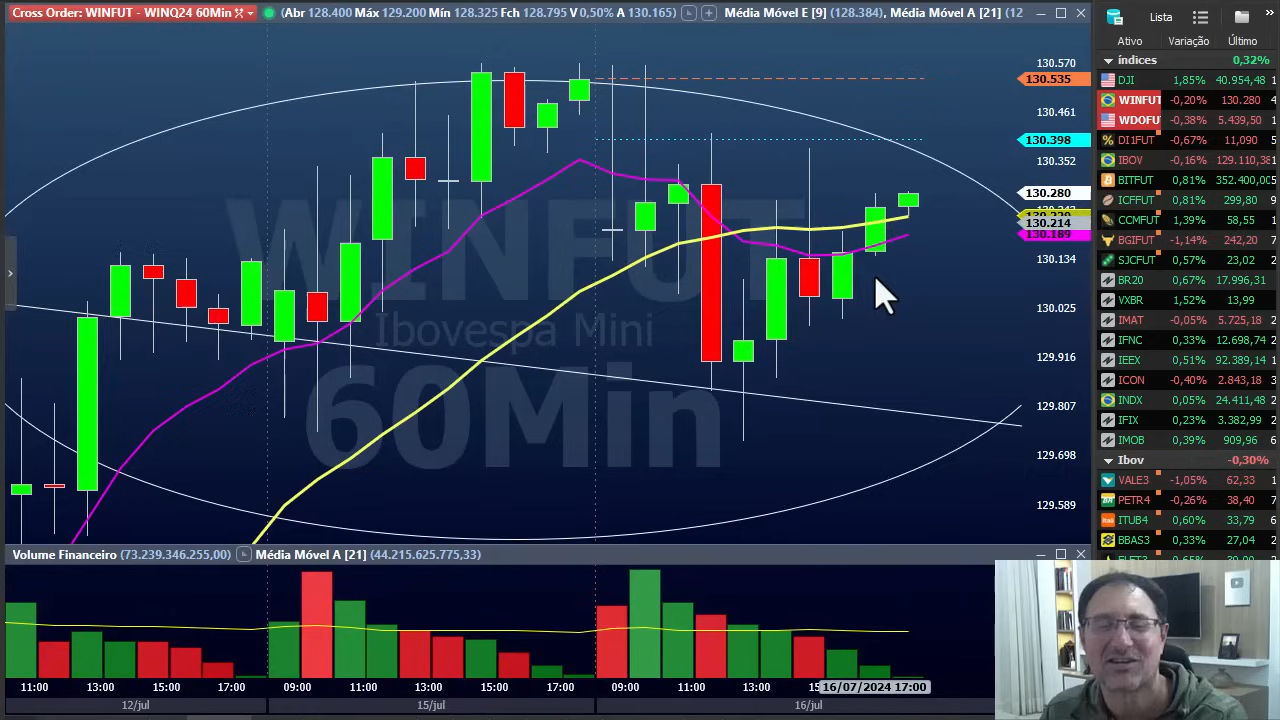 Cross Order: WINFUT - WINQ24 60Min
(Abr 128.400 Máx 129.200 Mín 128.325 Fch 128.795 V 0,50% A 130.165)
Média Móvel E [9] (128.384), Média Móvel A [21] (12
WINFUT
Ibovespa Mini
60Min
130.570
130.535
130.461
130.398
130.352
130.280
130.214
130.189
130.134
130.025
129.916
129.807
129.698
129.589
Volume Financeiro (73.239.346.255,00)
Média Móvel A [21] (44.215.625.775,33)
11:00 13:00 15:00 17:00 09:00 11:00 13:00 15:00 17:00 09:00 11:00 13:00 16/07/2024 17:00
12/jul 15/jul 16/jul
Lista
Ativo Variação Último
índices 0,32%
DJI 1,85% 40.954,48
WINFUT -0,20% 130.280
WDOFU -0,38% 5.439,50
DI1FUT -0,67% 11,090
IBOV -0,16% 129.110,38
BITFUT 0,81% 352.400,00
ICFFUT 0,81% 299,80
CCMFUT 1,39% 58,55
BGIFUT -1,14% 242,20
SJCFUT 0,57% 23,02
BR20 0,67% 17.996,31
VXBR 1,52% 13,99
IMAT -0,05% 5.725,18
IFNC 0,33% 12.698,74
IEEX 0,51% 92.389,14
ICON -0,40% 2.843,18
INDX 0,05% 24.411,48
IFIX 0,23% 3.382,99
IMOB 0,39% 909,96
Ibov -0,30%
VALE3 -1,05% 62,33
PETR4 -0,26% 38,40
ITUB4 0,60% 33,79
BBAS3 0,33% 27,04